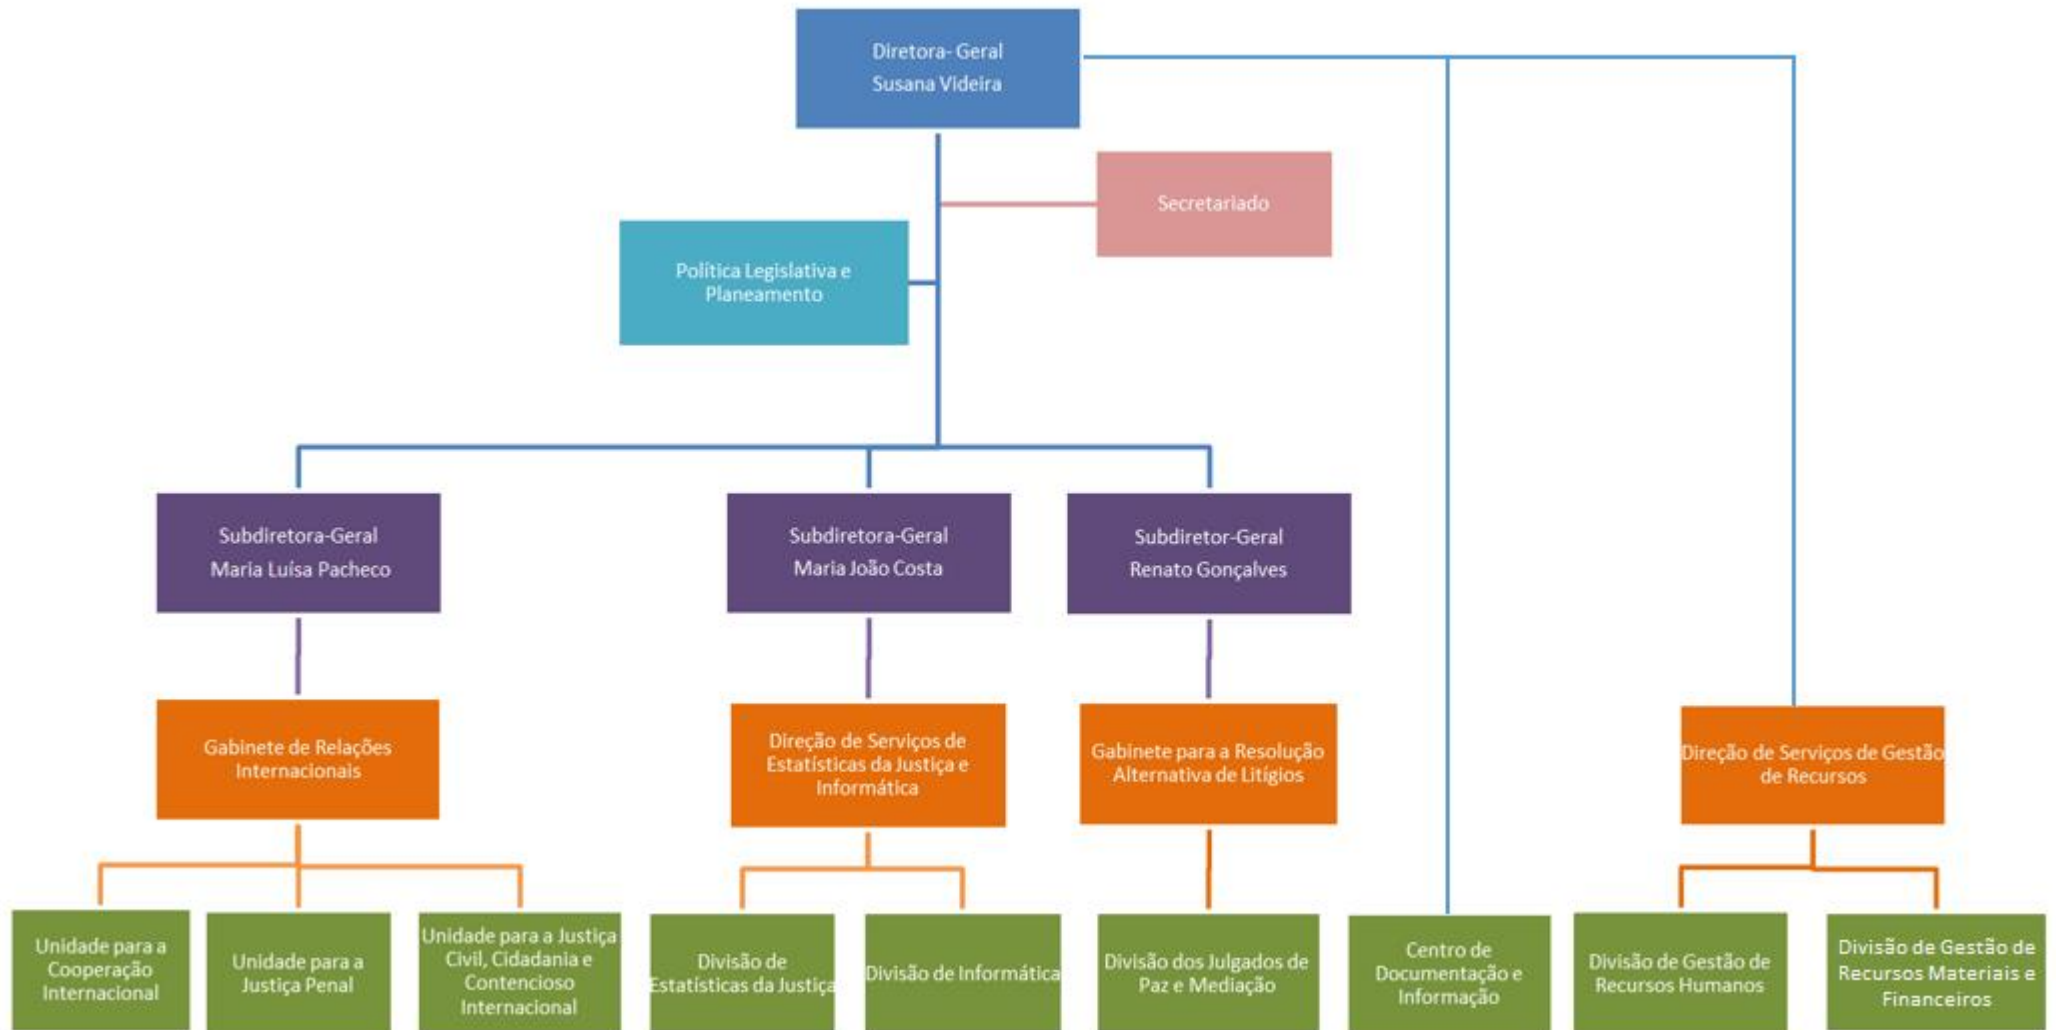 Diretora- Geral
Susana Videira
Secretariado
Política Legislativa e
Planeamento
Subdiretora-Geral
Maria Luísa Pacheco
Subdiretora-Geral
Maria João Costa
Subdiretor-Geral
Renato Gonçalves
Gabinete de Relações
Internacionais
Direção de Serviços de
Estatísticas da Justiça e
Informática
Gabinete para a Resolução
Alternativa de Litígios
Direção de Serviços de Gestão
de Recursos
Unidade para a
Cooperação
Internacional
Unidade para a
Justiça Penal
Unidade para a Justiça
Civil, Cidadania e
Contencioso
Internacional
Divisão de
Estatísticas da Justiça
Divisão de Informática
Divisão dos Julgados de
Paz e Mediação
Centro de
Documentação e
Informação
Divisão de Gestão de
Recursos Humanos
Divisão de Gestão de
Recursos Materiais e
Financeiros